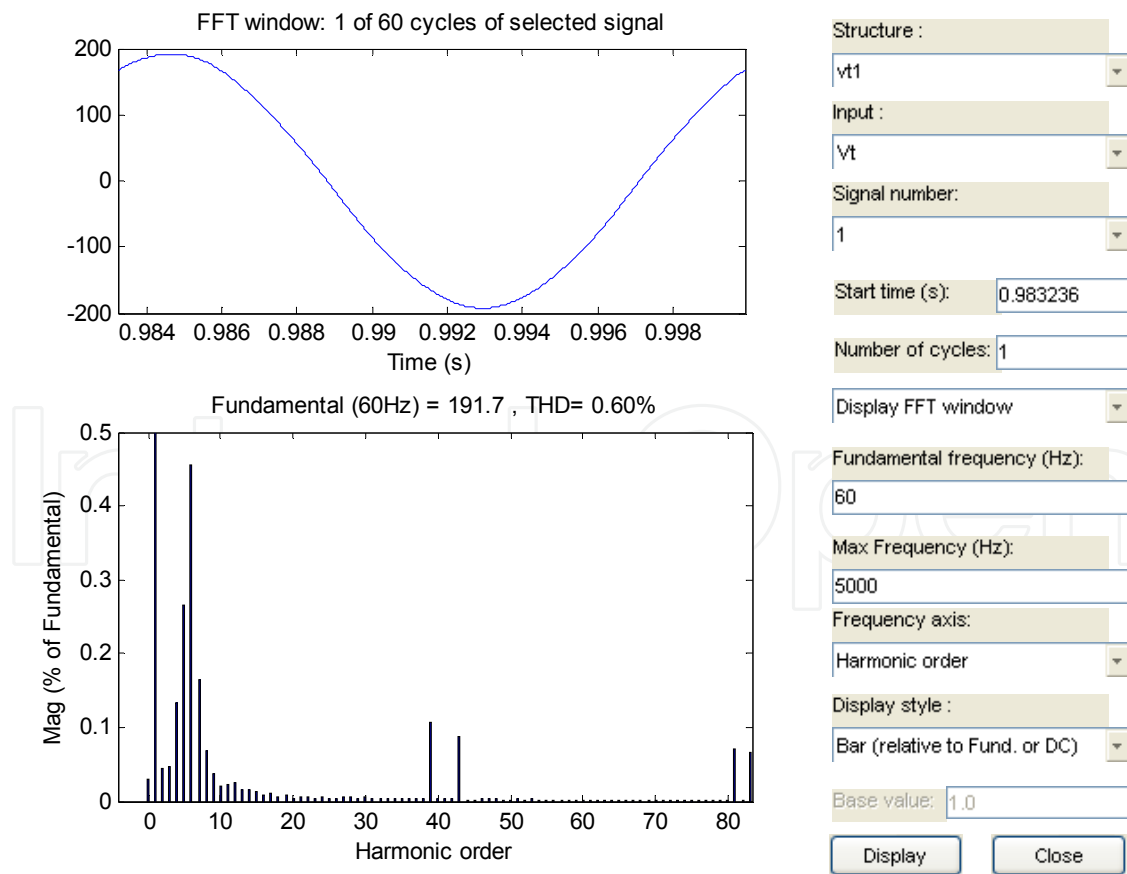 FFT window: 1 of 60 cycles of selected signal
200
100
0
-100
-200
0.984 0.986 0.988 0.99 0.992 0.994 0.996 0.998
Time (s)
Fundamental (60Hz) = 191.7 , THD= 0.60%
0.5
0.4
0.3
0.2
0.1
0
Mag (% of Fundamental)
0 10 20 30 40 50 60 70 80
Harmonic order
Structure :
vt1
Input :
Vt
Signal number:
1
Start time (s): 0.983236
Number of cycles: 1
Display FFT window
Fundamental frequency (Hz):
60
Max Frequency (Hz):
5000
Frequency axis:
Harmonic order
Display style :
Bar (relative to Fund. or DC)
Base value: 1.0
Display Close